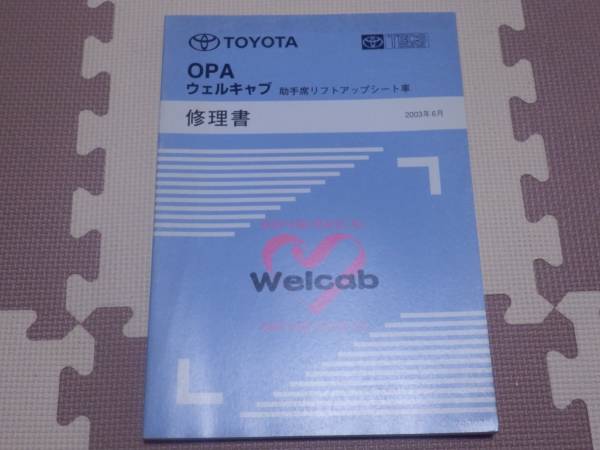 TOYOTA
TECS
OPA
ウェルキャブ 助手席リフトアップシート車
修理書 2003年6月
Welcab